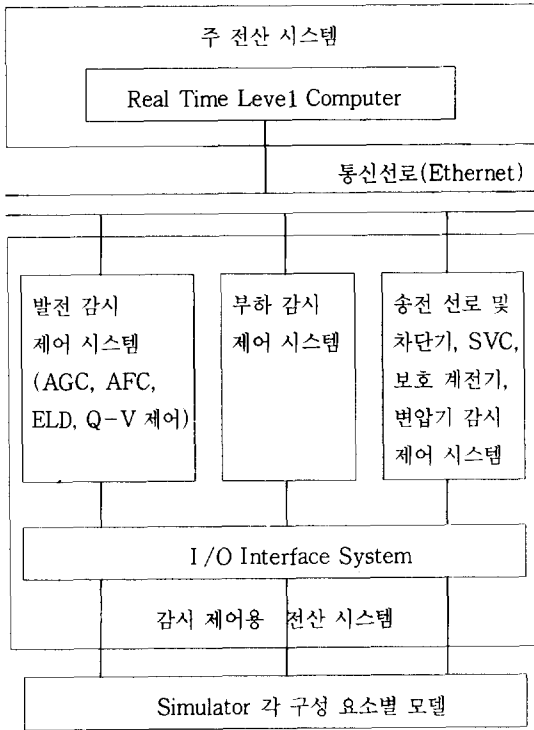 주 전산 시스템
Real Time Level Computer
통신선로(Ethernet)
발전 감시
제어 시스템
(AGC, AFC,
ELD, Q-V 제어)
부하 감시
제어 시스템
송전 선로 및
차단기, SVC,
보호 계전기,
변압기 감시
제어 시스템
I/O Interface System
감시 제어용 전산 시스템
Simulator 각 구성 요소별 모델